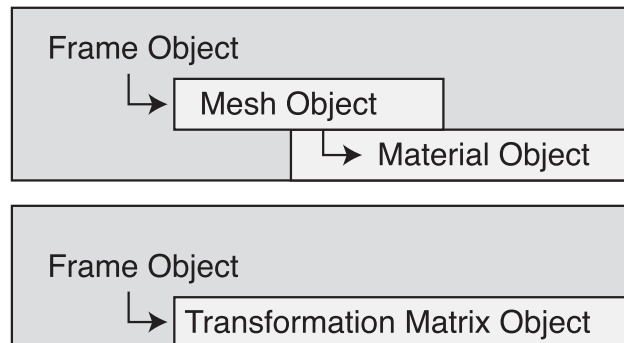 Frame Object
Mesh Object
Material Object
Frame Object
Transformation Matrix Object